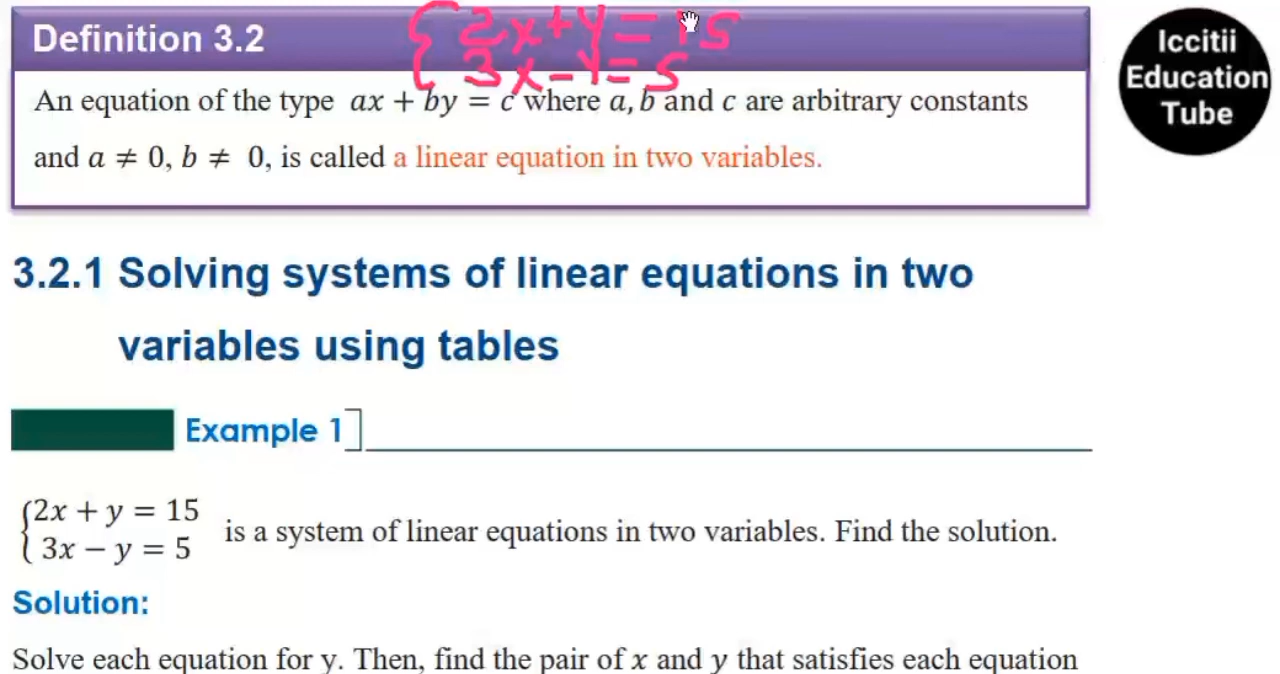 {2x+y=15
{3x-y=5
Definition 3.2
An equation of the type ax + by = c where a, b and c are arbitrary constants
and a ≠ 0, b ≠ 0, is called a linear equation in two variables.
Iccitii
Education
Tube
3.2.1 Solving systems of linear equations in two
variables using tables
Example 1
{2x + y = 15
{3x − y = 5
is a system of linear equations in two variables. Find the solution.
Solution:
Solve each equation for y. Then, find the pair of x and y that satisfies each equation